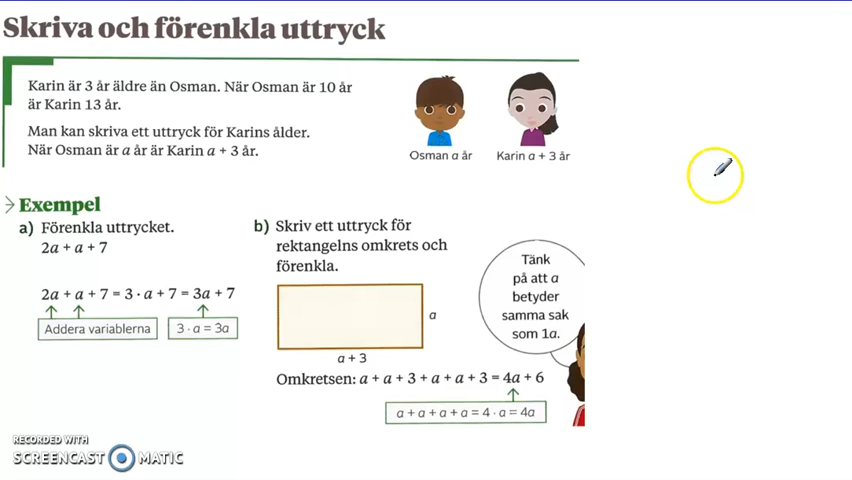 Skriva och förenkla uttryck
Karin är 3 år äldre än Osman. När Osman är 10 år
är Karin 13 år.
Man kan skriva ett uttryck för Karins ålder.
När Osman är a år är Karin a + 3 år.
Osman a år
Karin a + 3 år
Exempel
a) Förenkla uttrycket.
2a + a + 7
2a + a + 7 = 3 · a + 7 = 3a + 7
Addera variablerna
3 · a = 3a
b) Skriv ett uttryck för
rektangelns omkrets och
förenkla.
a
a + 3
Omkretsen: a + a + 3 + a + a + 3 = 4a + 6
a + a + a + a = 4 · a = 4a
Tänk
på att a
betyder
samma sak
som 1a.
RECORDED WITH
SCREENCAST MATIC